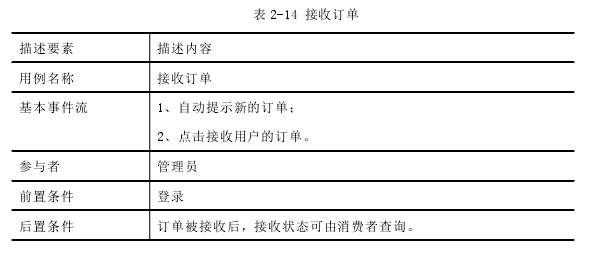 表 2-14 接收订单
描述要素 描述内容
用例名称 接收订单
基本事件流 1、自动提示新的订单；
2、点击接收用户的订单。
参与者 管理员
前置条件 登录
后置条件 订单被接收后，接收状态可由消费者查询。